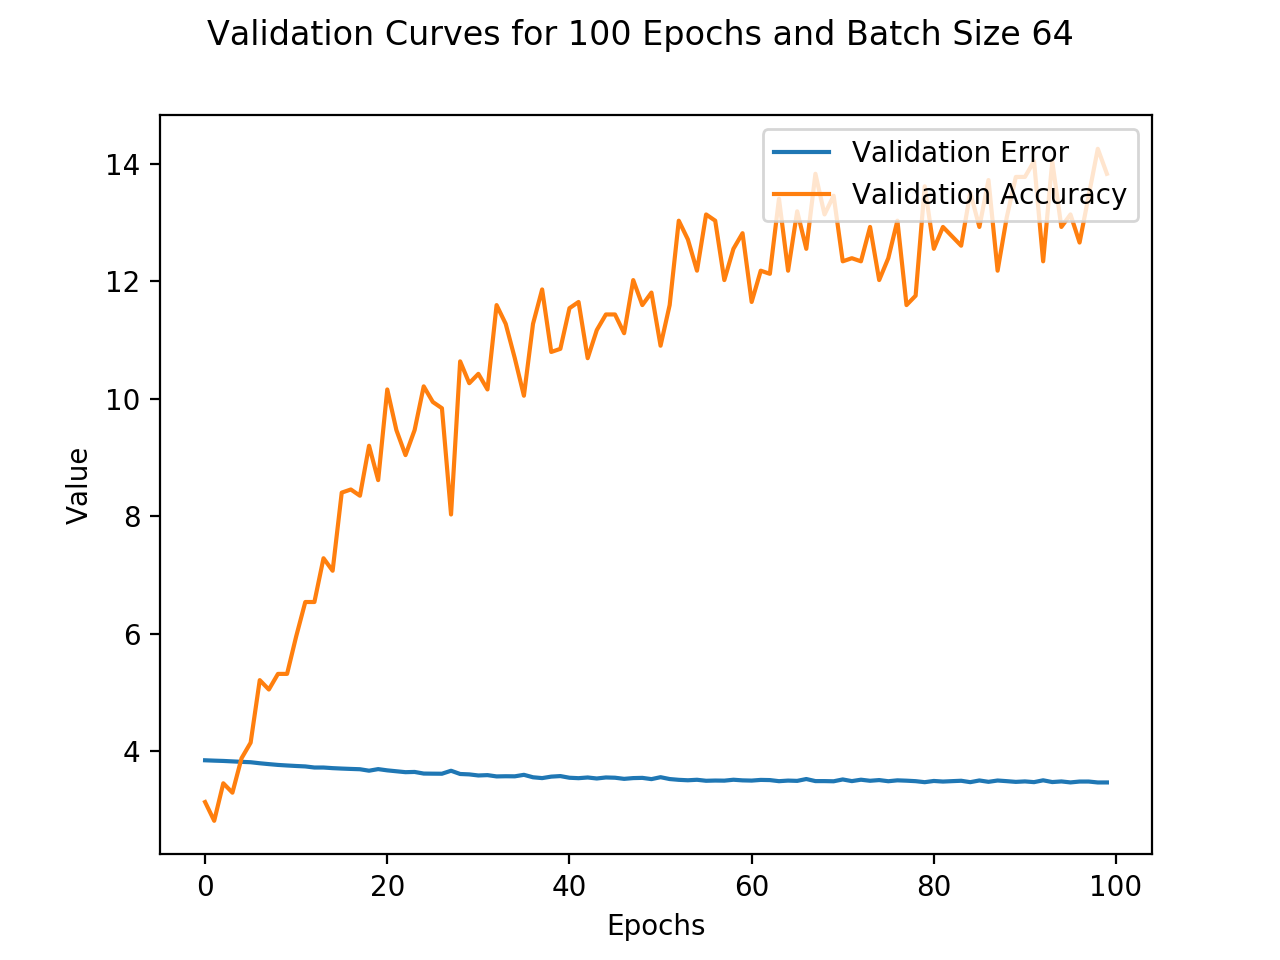 Validation Curves for 100 Epochs and Batch Size 64
Validation Error
Validation Accuracy
14
12
10
8
6
4
Value
0 20 40 60 80 100
Epochs